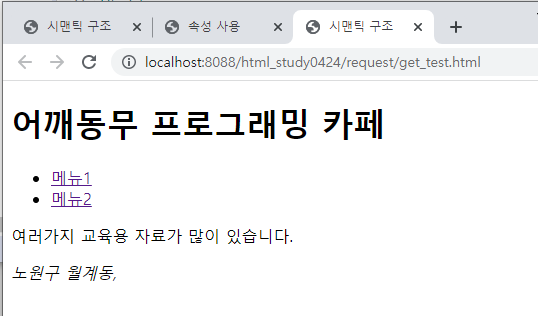 시맨틱 구조
속성 사용
시맨틱 구조
localhost:8088/html_study0424/request/get_test.html
어깨동무 프로그래밍 카페
메뉴1
메뉴2
여러가지 교육용 자료가 많이 있습니다.
노원구 월계동,